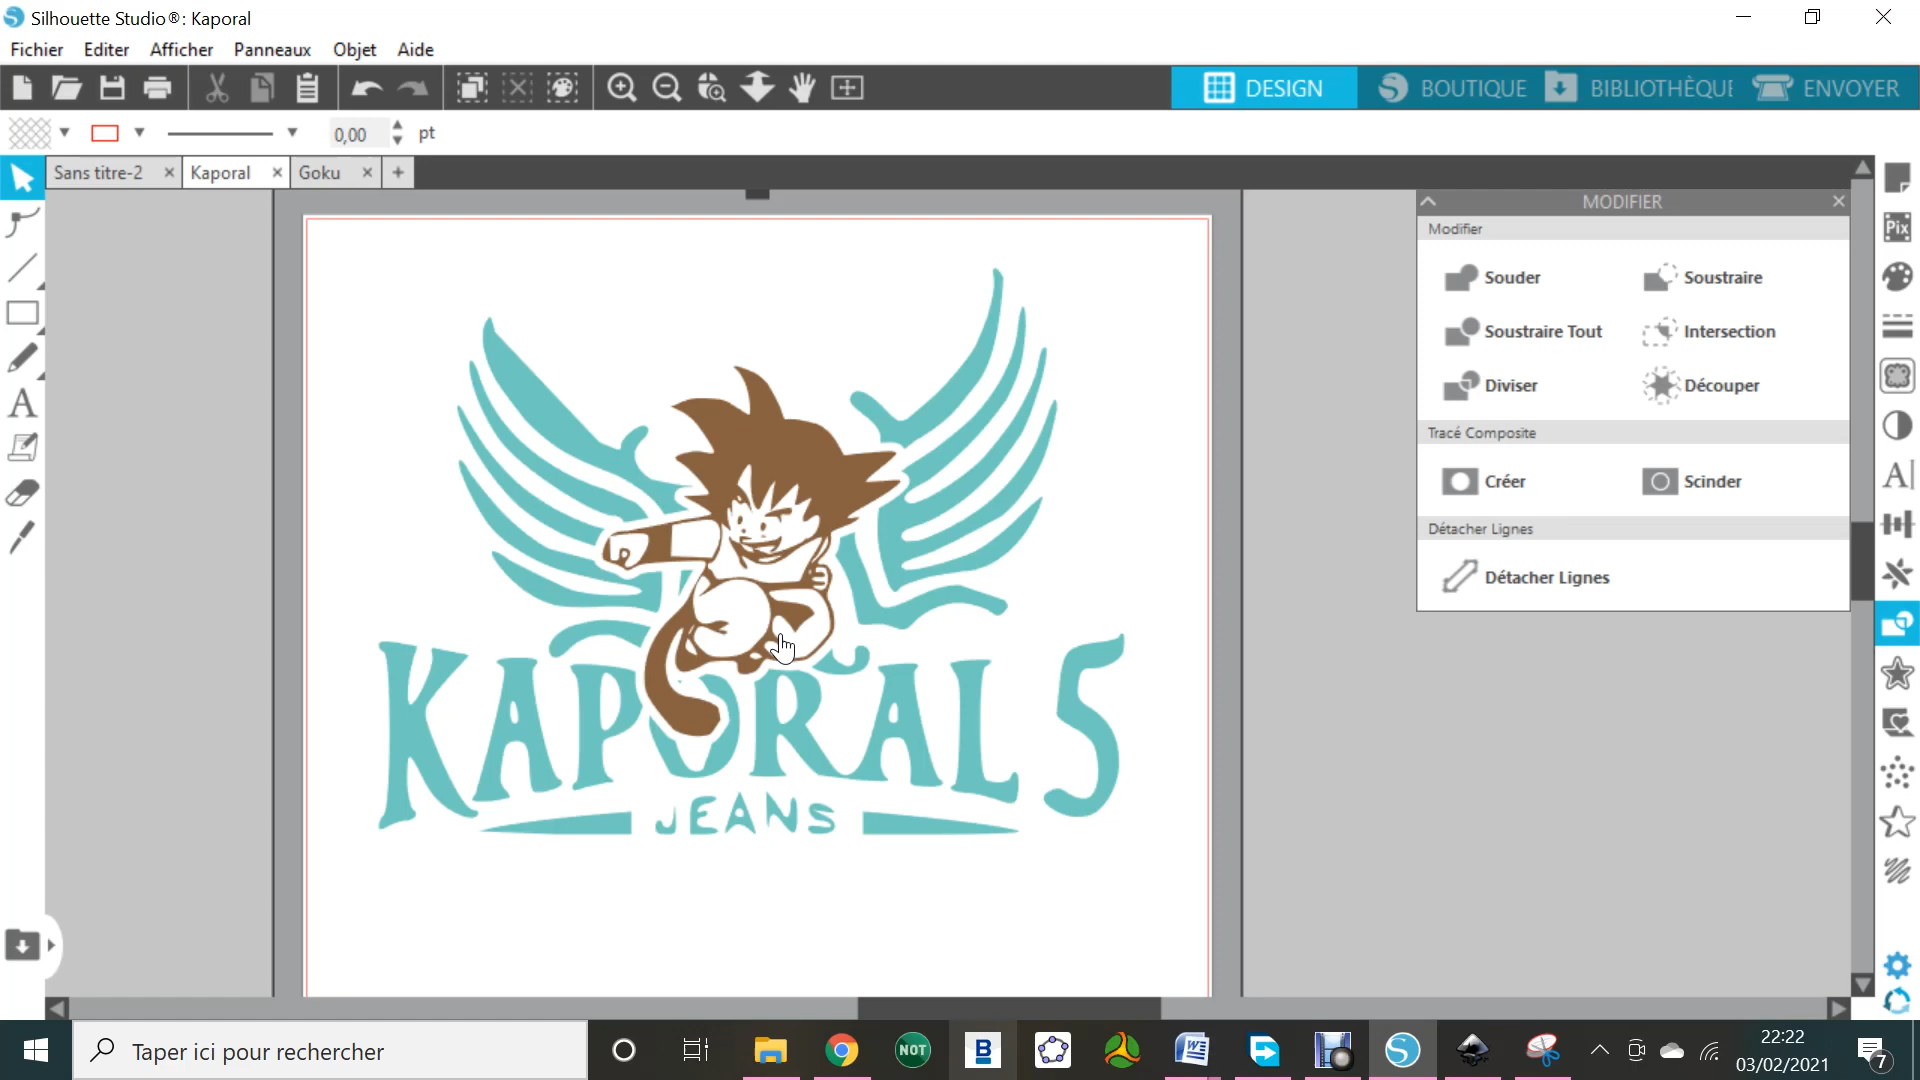 Silhouette Studio®: Kaporal
Fichier Editer Afficher Panneaux Objet Aide
DESIGN BOUTIQUE BIBLIOTHÈQUE ENVOYER
0,00 pt
Sans titre-2 × Kaporal × Goku × +
MODIFIER
Modifier
Pix
Souder Soustraire
Soustraire Tout Intersection
Diviser Découper
Tracé Composite
Créer Scinder
Détacher Lignes
Détacher Lignes
KAPORAL 5
JEANS
Taper ici pour rechercher
NOT
B
W
22:22
03/02/2021
7